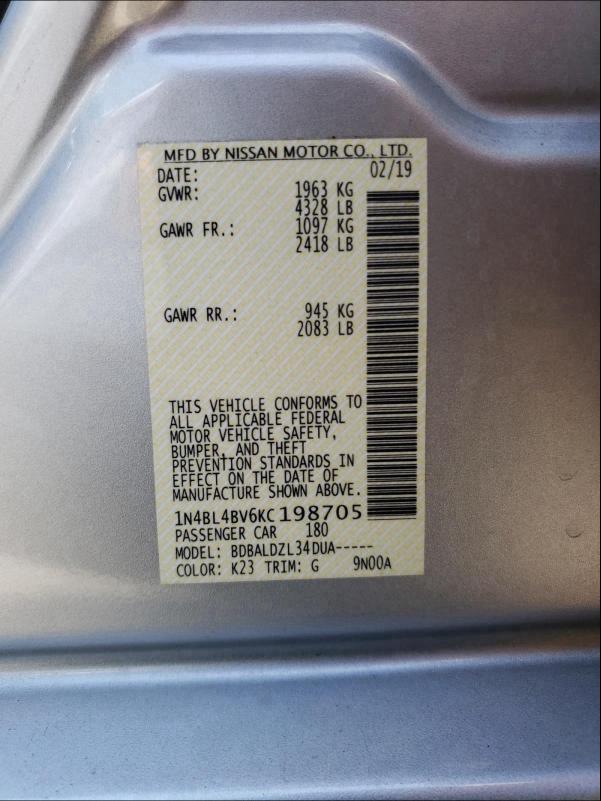 MFD BY NISSAN MOTOR CO., LTD.
DATE: 02/19
GVWR: 1963 KG
4328 LB
GAWR FR.: 1097 KG
2418 LB
GAWR RR.: 945 KG
2083 LB
THIS VEHICLE CONFORMS TO
ALL APPLICABLE FEDERAL
MOTOR VEHICLE SAFETY,
BUMPER, AND THEFT
PREVENTION STANDARDS IN
EFFECT ON THE DATE OF
MANUFACTURE SHOWN ABOVE.
1N4BL4BV6KC198705
PASSENGER CAR 180
MODEL: BDBALDZL34DUA-----
COLOR: K23 TRIM: G 9N00A